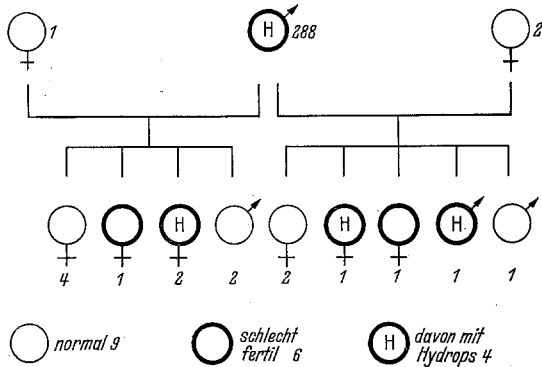 1 H 288 2
H H H
4 1 2 2 2 1 1 1 1
normal 9 schlecht H davon mit
fertil 6 Hydrops 4